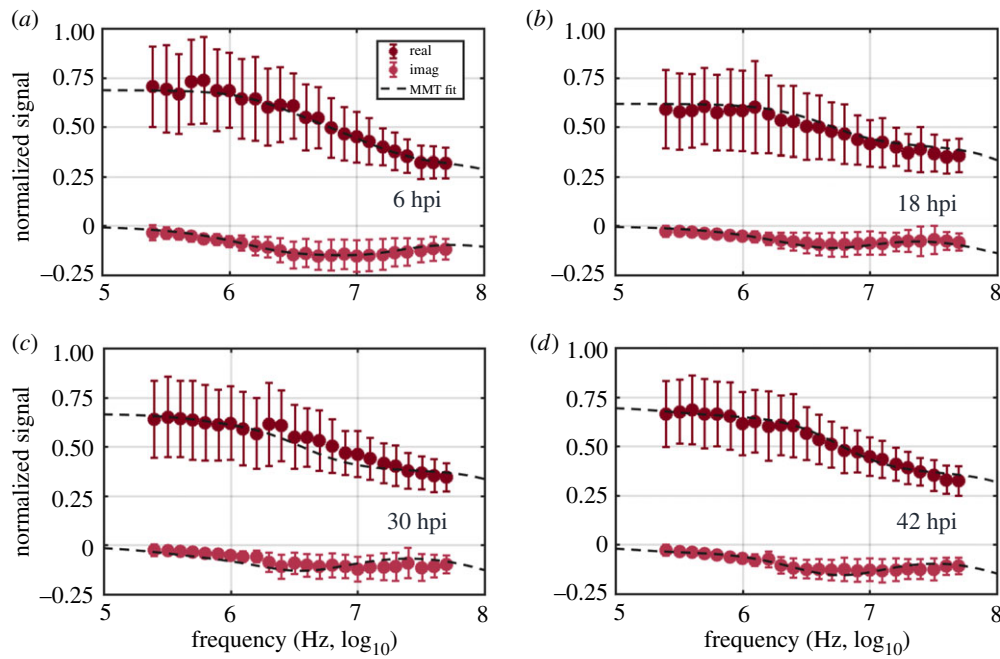 (a)
(b)
1.00
0.75
0.50
0.25
0
–0.25
normalized signal
real
imag
MMT fit
6 hpi
5
6
7
8
1.00
0.75
0.50
0.25
0
–0.25
18 hpi
5
6
7
8
(c)
(d)
1.00
0.75
0.50
0.25
0
–0.25
normalized signal
30 hpi
5
6
7
8
frequency (Hz, log10)
1.00
0.75
0.50
0.25
0
–0.25
42 hpi
5
6
7
8
frequency (Hz, log10)